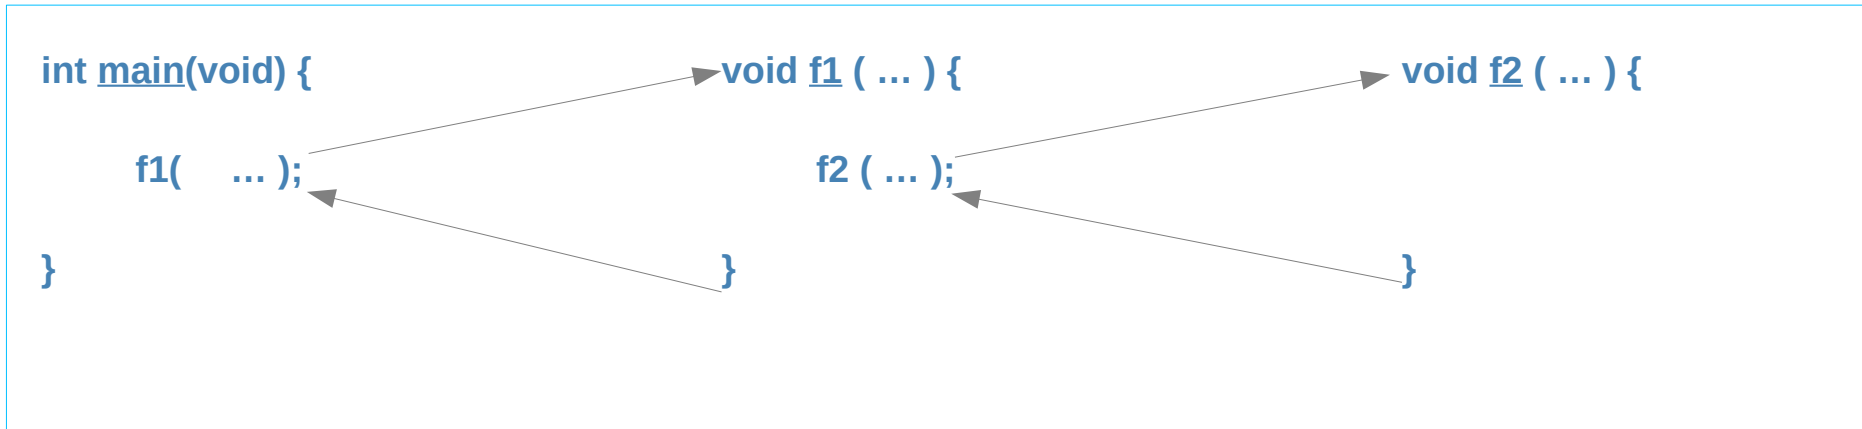 int main(void) {
void f1 ( … ) {
void f2 ( … ) {
f1( … );
f2 ( … );
}
}
}